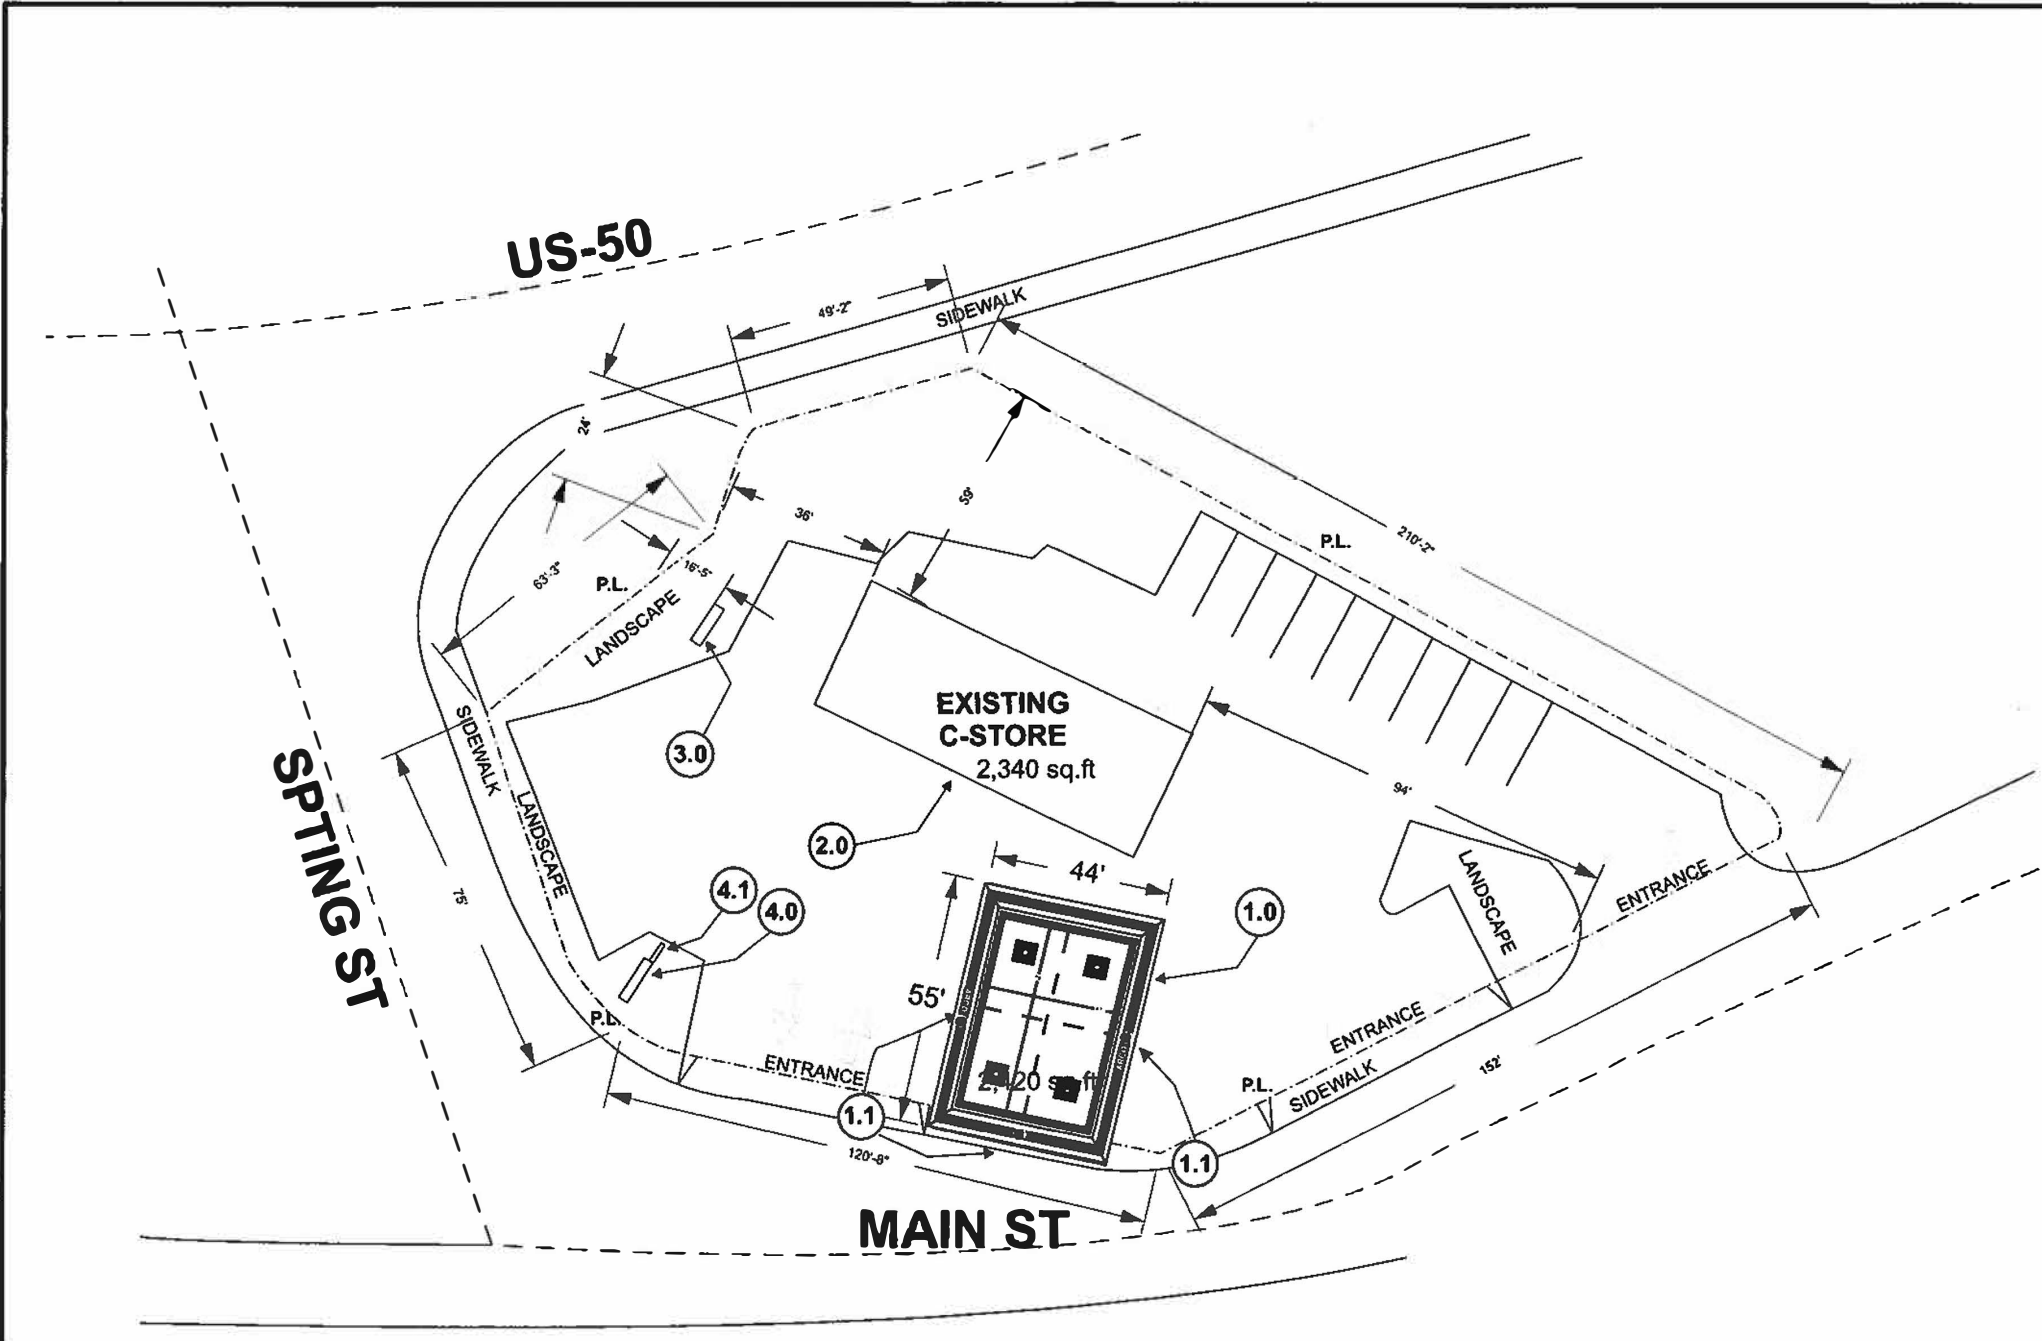 US-50
49'-2"
SIDEWALK
24'
36'
59'
P.L.
210'-2"
63'-3"
P.L.
16'-5"
LANDSCAPE
3.0
EXISTING
C-STORE
2,340 sq.ft
SIDEWALK
SPTING ST
LANDSCAPE
75'
2.0
94'
44'
LANDSCAPE
ENTRANCE
4.1
4.0
1.0
55'
P.L.
ENTRANCE
ENTRANCE
SIDEWALK
152'
P.L.
1.1
1.1
120'-8"
MAIN ST